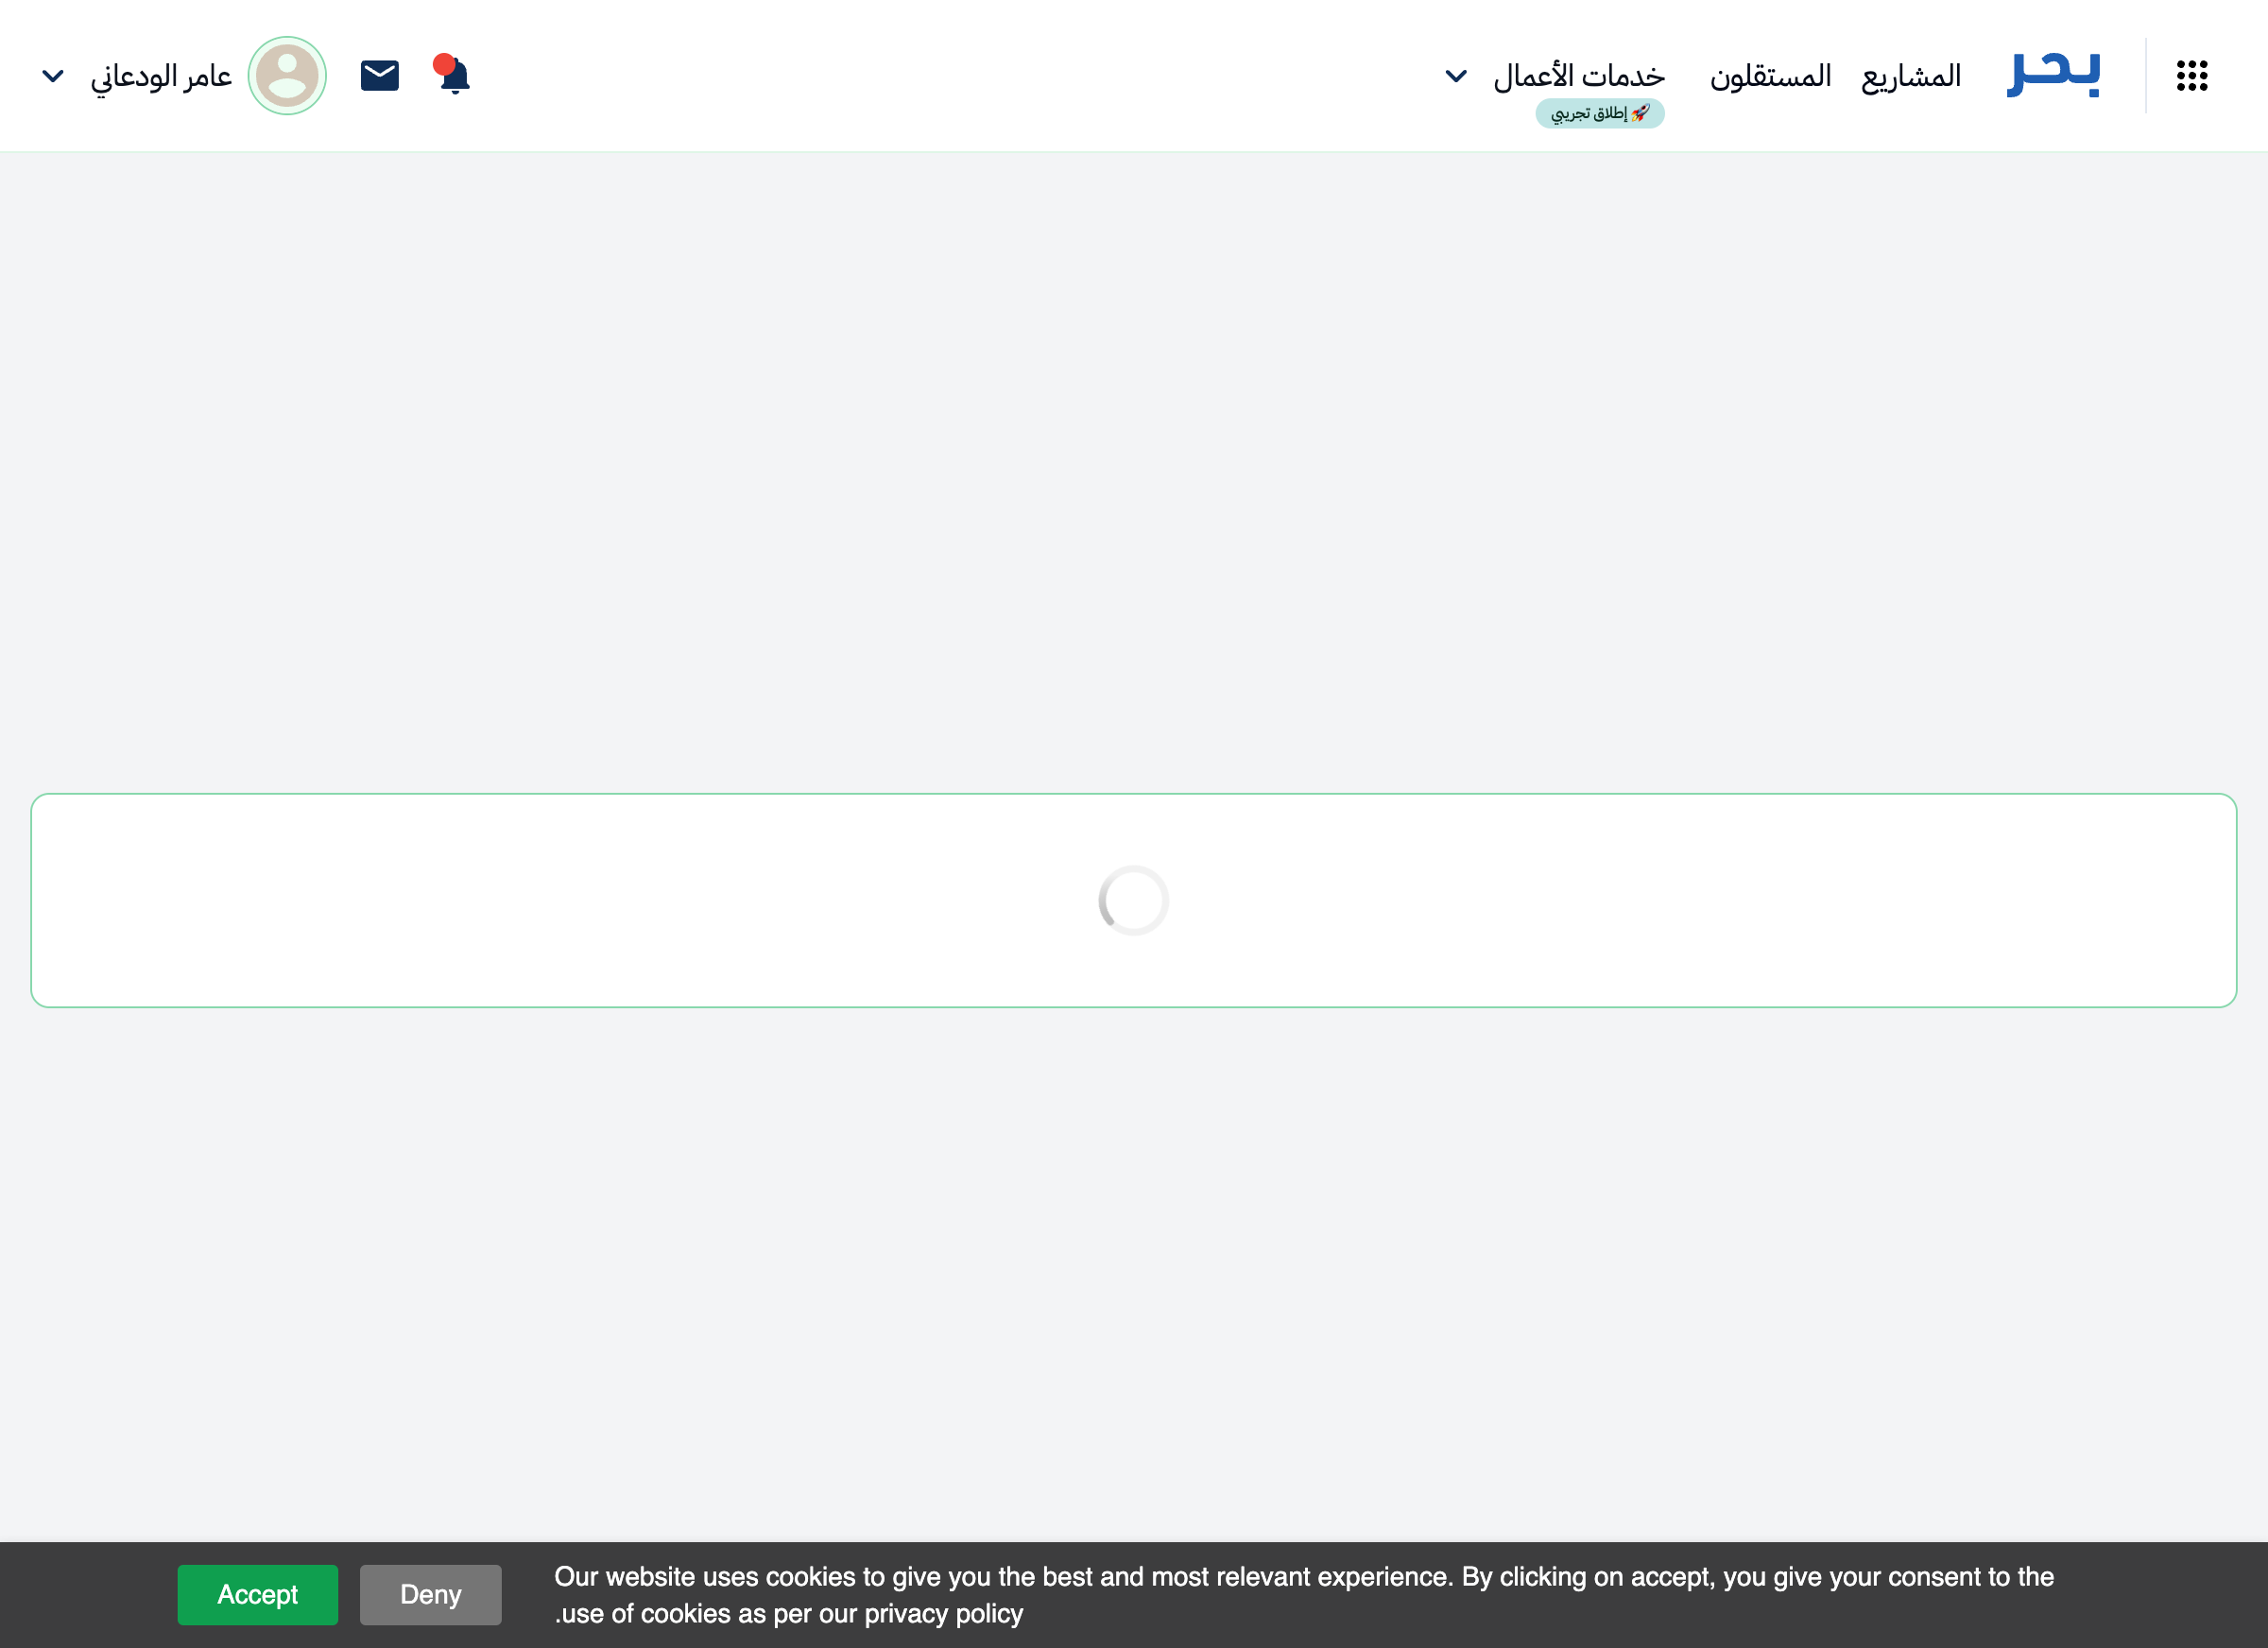 بحر
المشاريع
المستقلون
خدمات الأعمال
🚀 إطلاق تجريبي
عامر الودعاني
Our website uses cookies to give you the best and most relevant experience. By clicking on accept, you give your consent to the
.use of cookies as per our privacy policy
Deny
Accept